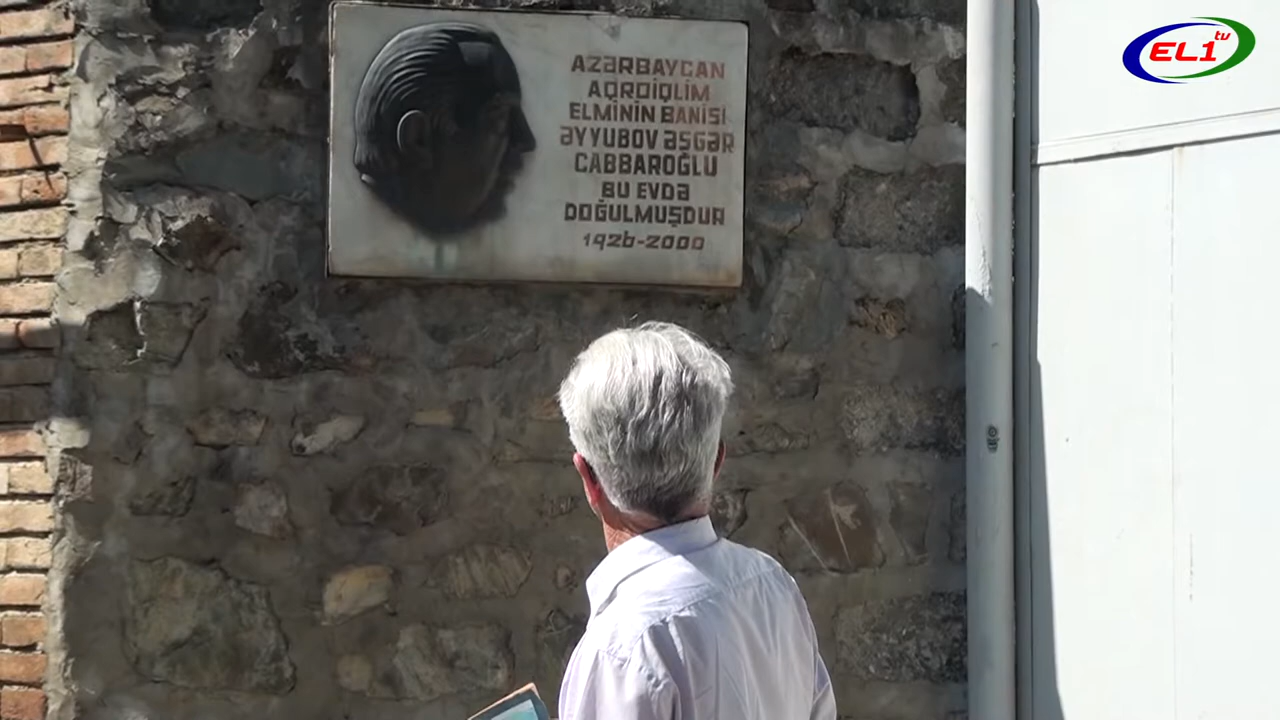 AZƏRBAYCAN
AQROİQLİM
ELMİNİN BANİSİ
ƏYYUBOV ƏSGƏR
CABBAROĞLU
BU EVDƏ
DOĞULMUŞDUR
1926-2000
EL1 tv